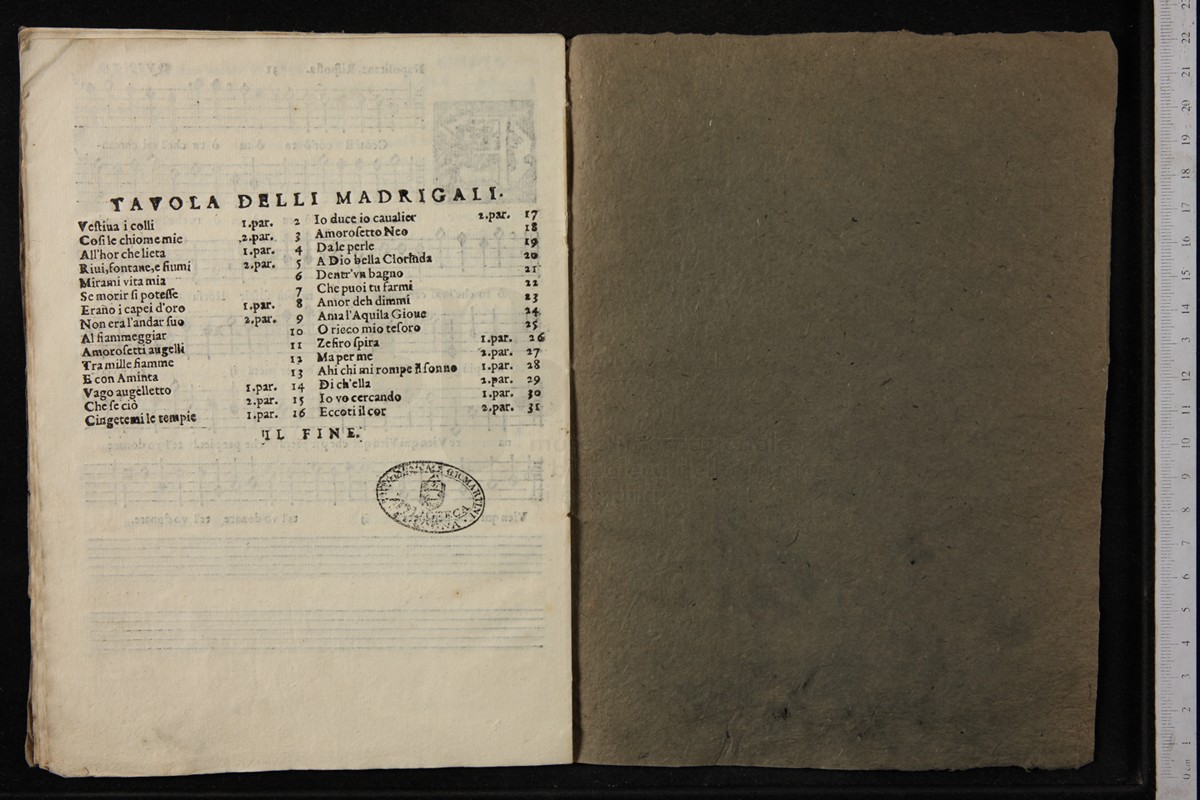 TAVOLA DELLI MADRIGALI.
Vestiua i colli 1.par. 2
Cosi le chiome mie 2.par. 3
All'hor che lieta 1.par. 4
Riui, fontane, e fiumi 2.par. 5
Mirami vita mia 6
Se morir si potesse 7
Erano i capei d'oro 1.par. 8
Non era l'andar suo 2.par. 9
Al fiammeggiar 10
Amorosetti augelli 11
Tra mille fiamme 12
E con Aminta 13
Vago augelletto 1.par. 14
Che se ciò 2.par. 15
Cingetemi le tempie 1.par. 16
Io duce io caualier 2.par. 17
Amorosetto Neo 18
Da le perle 19
A Dio bella Clorinda 20
Dentr'vn bagno 21
Che puoi tu farmi 22
Amor deh dimmi 23
Ama l'Aquila Gioue 24
O rieco mio tesoro 25
Zefiro spira 1.par. 26
Ma per me 2.par. 27
Ahi chi mi rompe il sonno 1.par. 28
Di ch'ella 2.par. 29
Io vo cercando 1.par. 30
Eccoti il cor 2.par. 31
IL FINE.